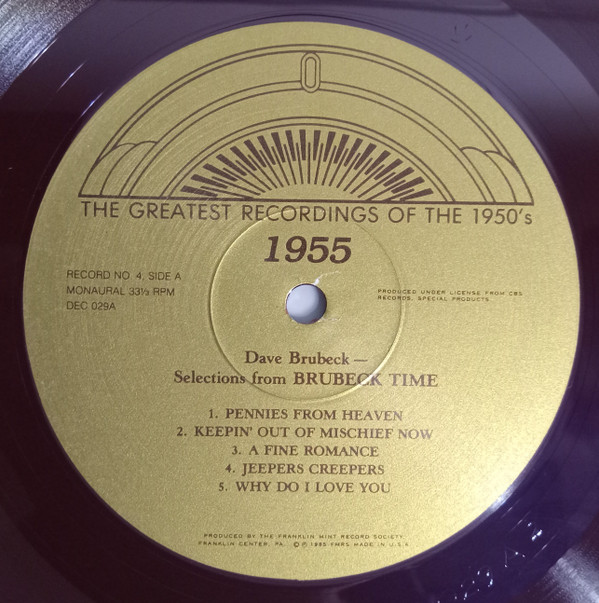 THE GREATEST RECORDINGS OF THE 1950's
1955
RECORD NO. 4, SIDE A
MONAURAL 33⅓ RPM
DEC 029A
PRODUCED UNDER LICENSE FROM CBS
RECORDS, SPECIAL PRODUCTS
Dave Brubeck—
Selections from BRUBECK TIME
1. PENNIES FROM HEAVEN
2. KEEPIN' OUT OF MISCHIEF NOW
3. A FINE ROMANCE
4. JEEPERS CREEPERS
5. WHY DO I LOVE YOU
PRODUCED BY THE FRANKLIN MINT RECORD SOCIETY
FRANKLIN CENTER, PA. © ℗ 1985 FMRS MADE IN U.S.A.